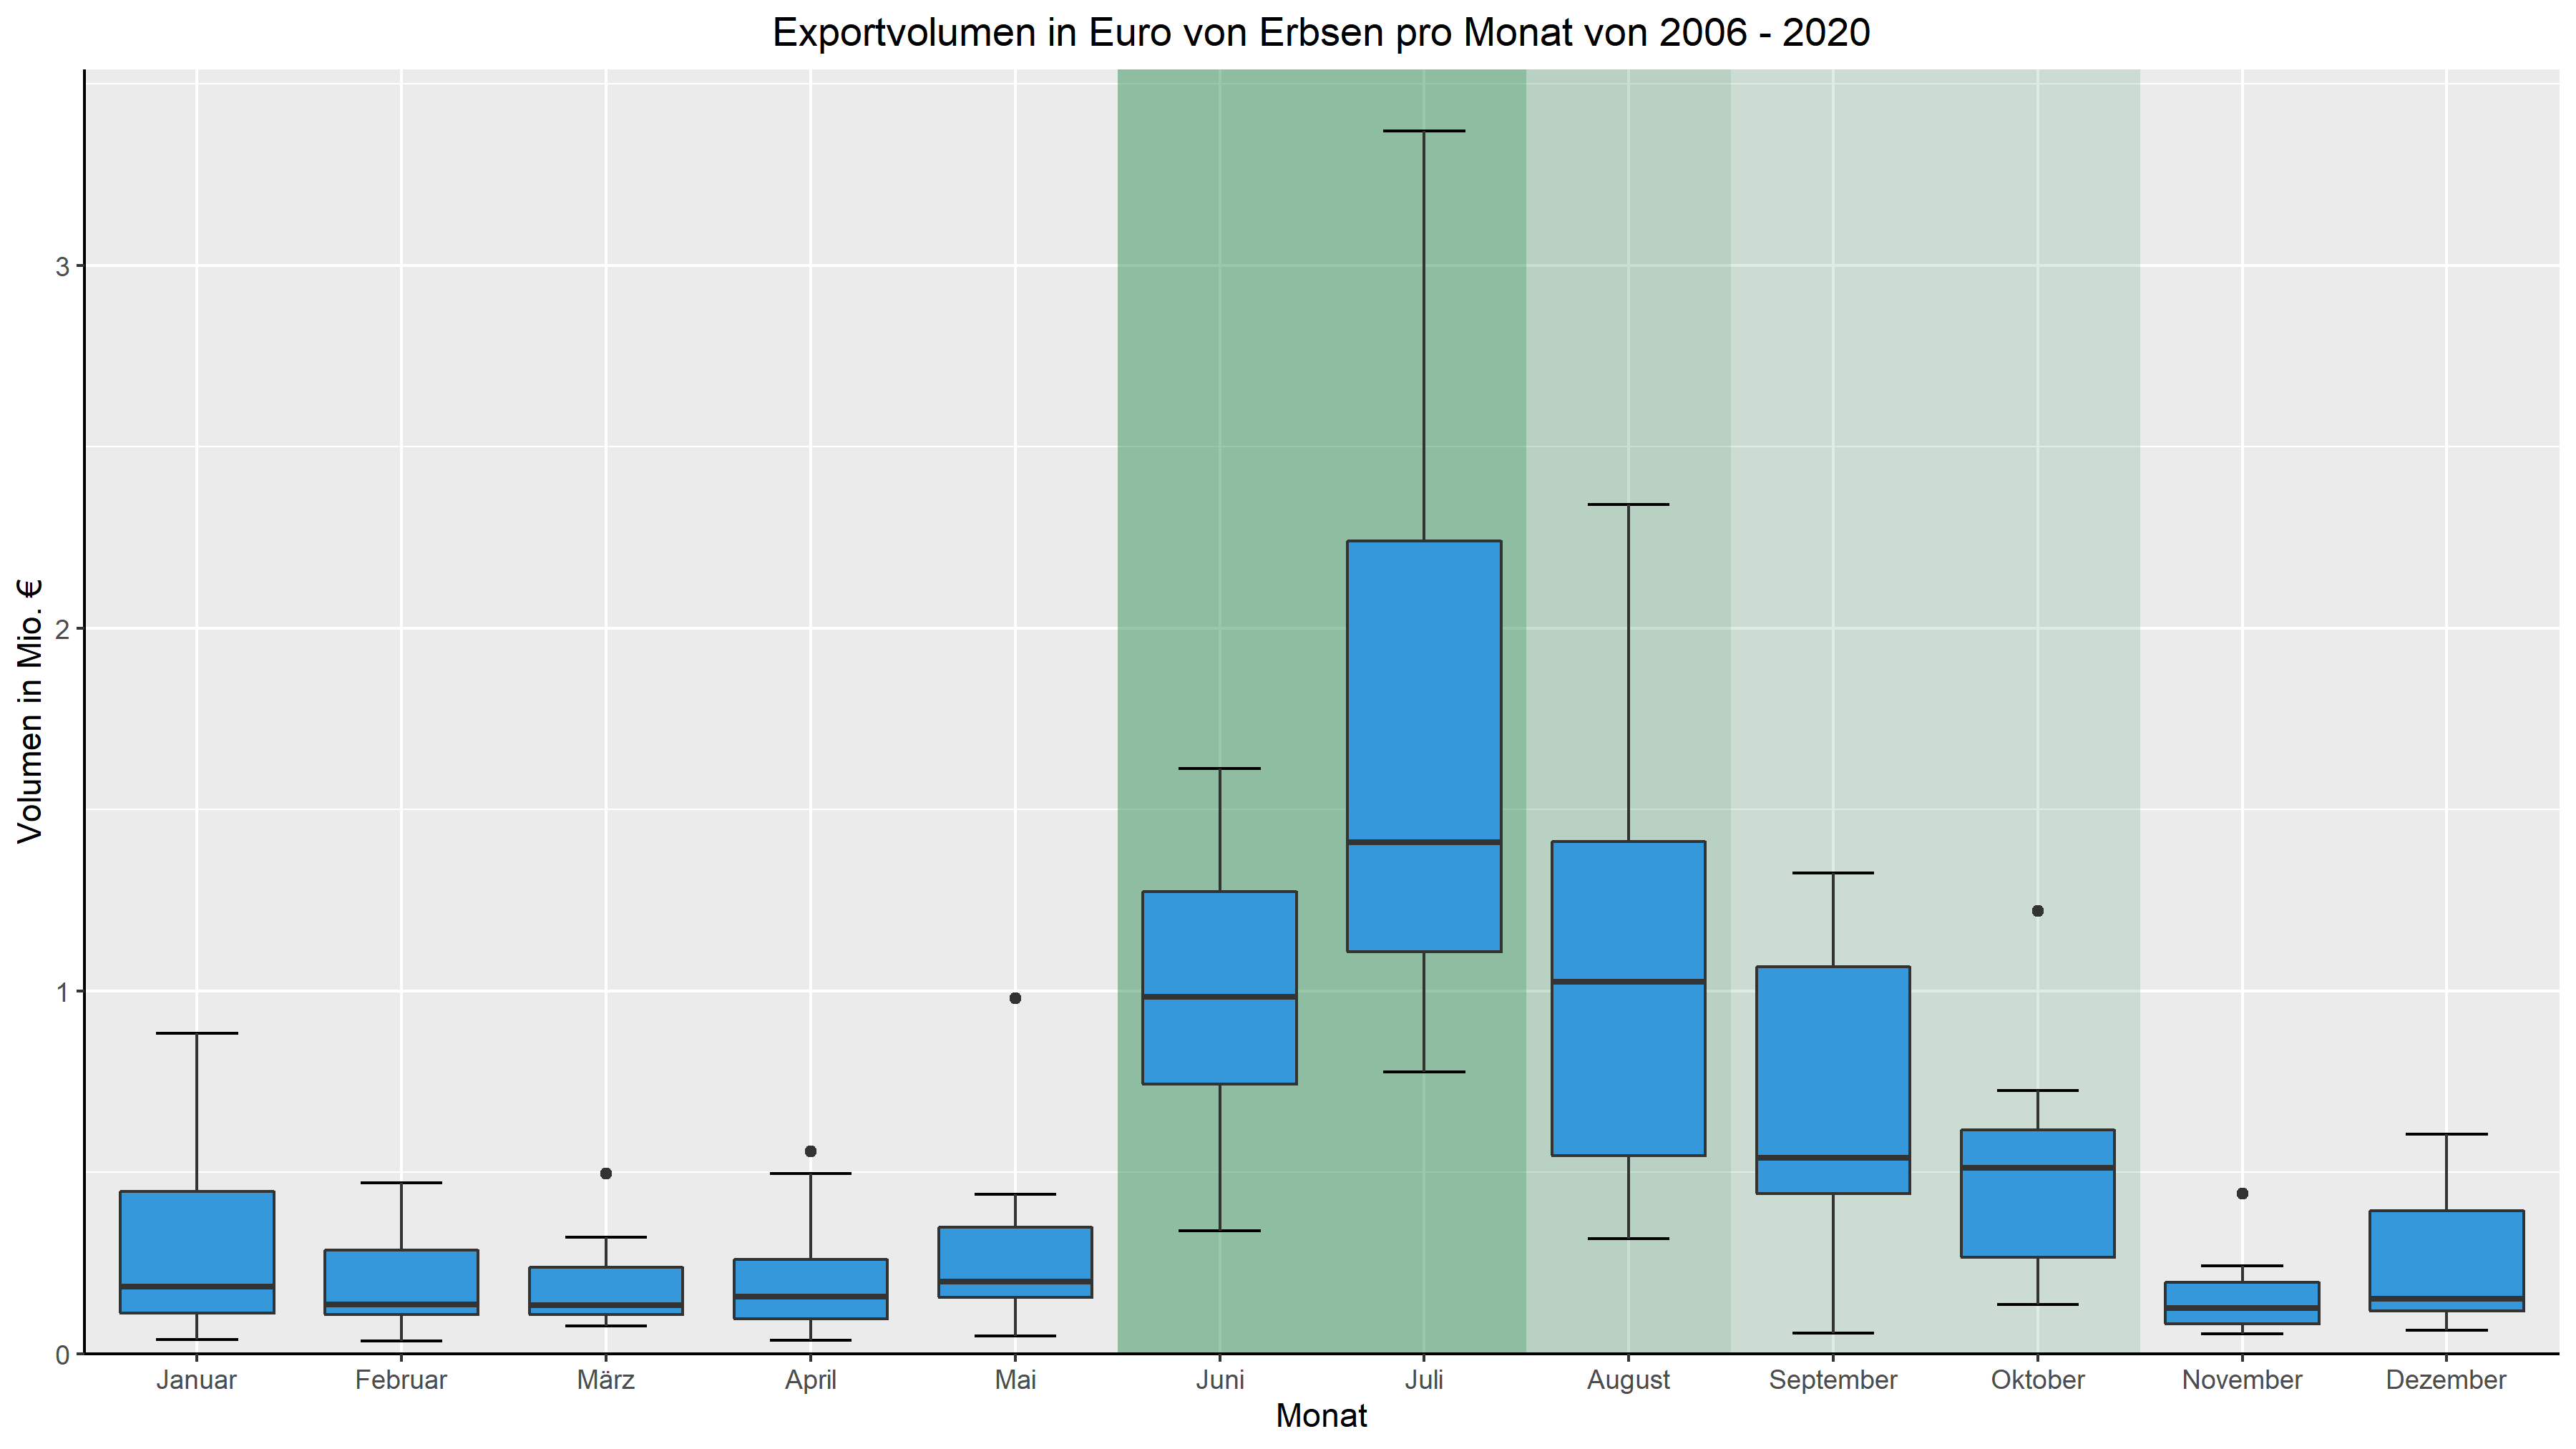 Exportvolumen in Euro von Erbsen pro Monat von 2006 - 2020
Volumen in Mio. €
3
2
1
0
Januar Februar März April Mai Juni Juli August September Oktober November Dezember
Monat